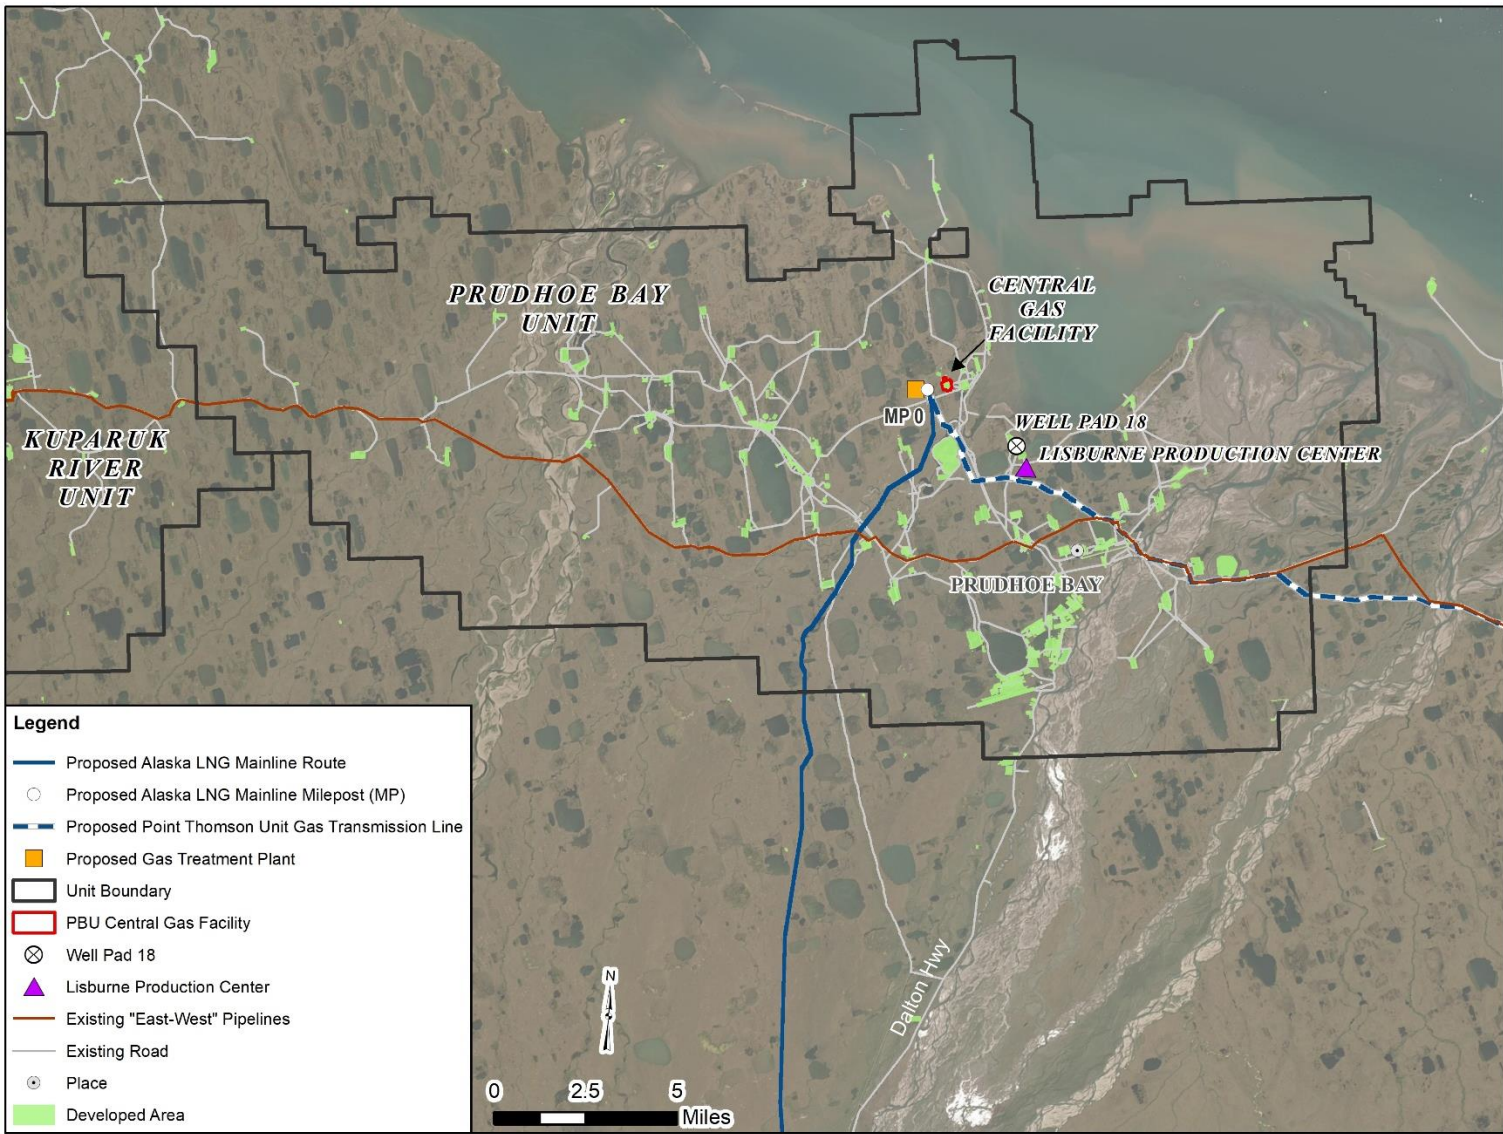 PRUDHOE BAY
UNIT
CENTRAL
GAS
FACILITY
MP 0
WELL PAD 18
LISBURNE PRODUCTION CENTER
KUPARUK
RIVER
UNIT
PRUDHOE BAY
Dalton Hwy
Legend
Proposed Alaska LNG Mainline Route
Proposed Alaska LNG Mainline Milepost (MP)
Proposed Point Thomson Unit Gas Transmission Line
Proposed Gas Treatment Plant
Unit Boundary
PBU Central Gas Facility
Well Pad 18
Lisburne Production Center
Existing "East-West" Pipelines
Existing Road
Place
Developed Area
N
0 2.5 5
Miles